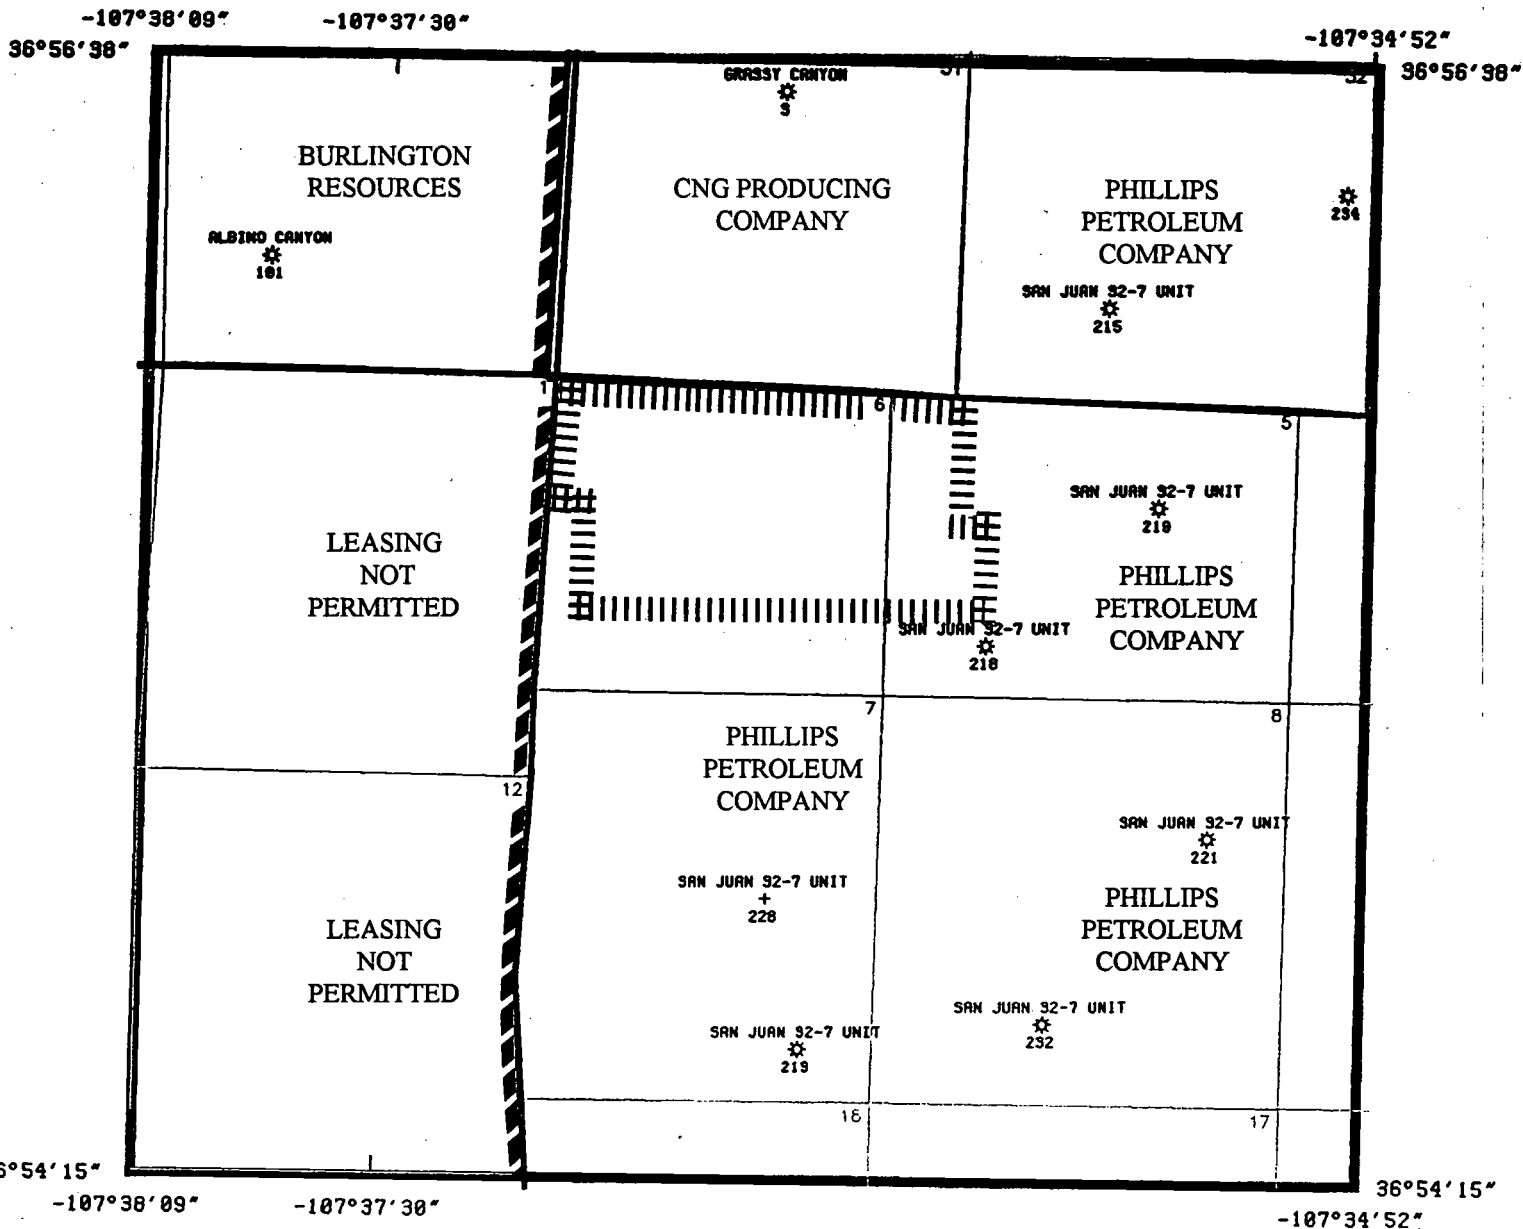 -107°38'09"
-107°37'30"
-107°34'52"
36°56'38"
36°56'38"
GRASSY CANYON
31
32
BURLINGTON
RESOURCES
CNG PRODUCING
COMPANY
PHILLIPS
PETROLEUM
COMPANY
234
ALBINO CANYON
101
SAN JUAN 32-7 UNIT
215
1
6
5
SAN JUAN 32-7 UNIT
219
LEASING
NOT
PERMITTED
PHILLIPS
PETROLEUM
COMPANY
SAN JUAN 32-7 UNIT
218
7
8
PHILLIPS
PETROLEUM
COMPANY
12
SAN JUAN 32-7 UNIT
221
SAN JUAN 32-7 UNIT
228
PHILLIPS
PETROLEUM
COMPANY
LEASING
NOT
PERMITTED
SAN JUAN 32-7 UNIT
232
SAN JUAN 32-7 UNIT
219
18
17
6°54'15"
36°54'15"
-107°38'09"
-107°37'30"
-107°34'52"